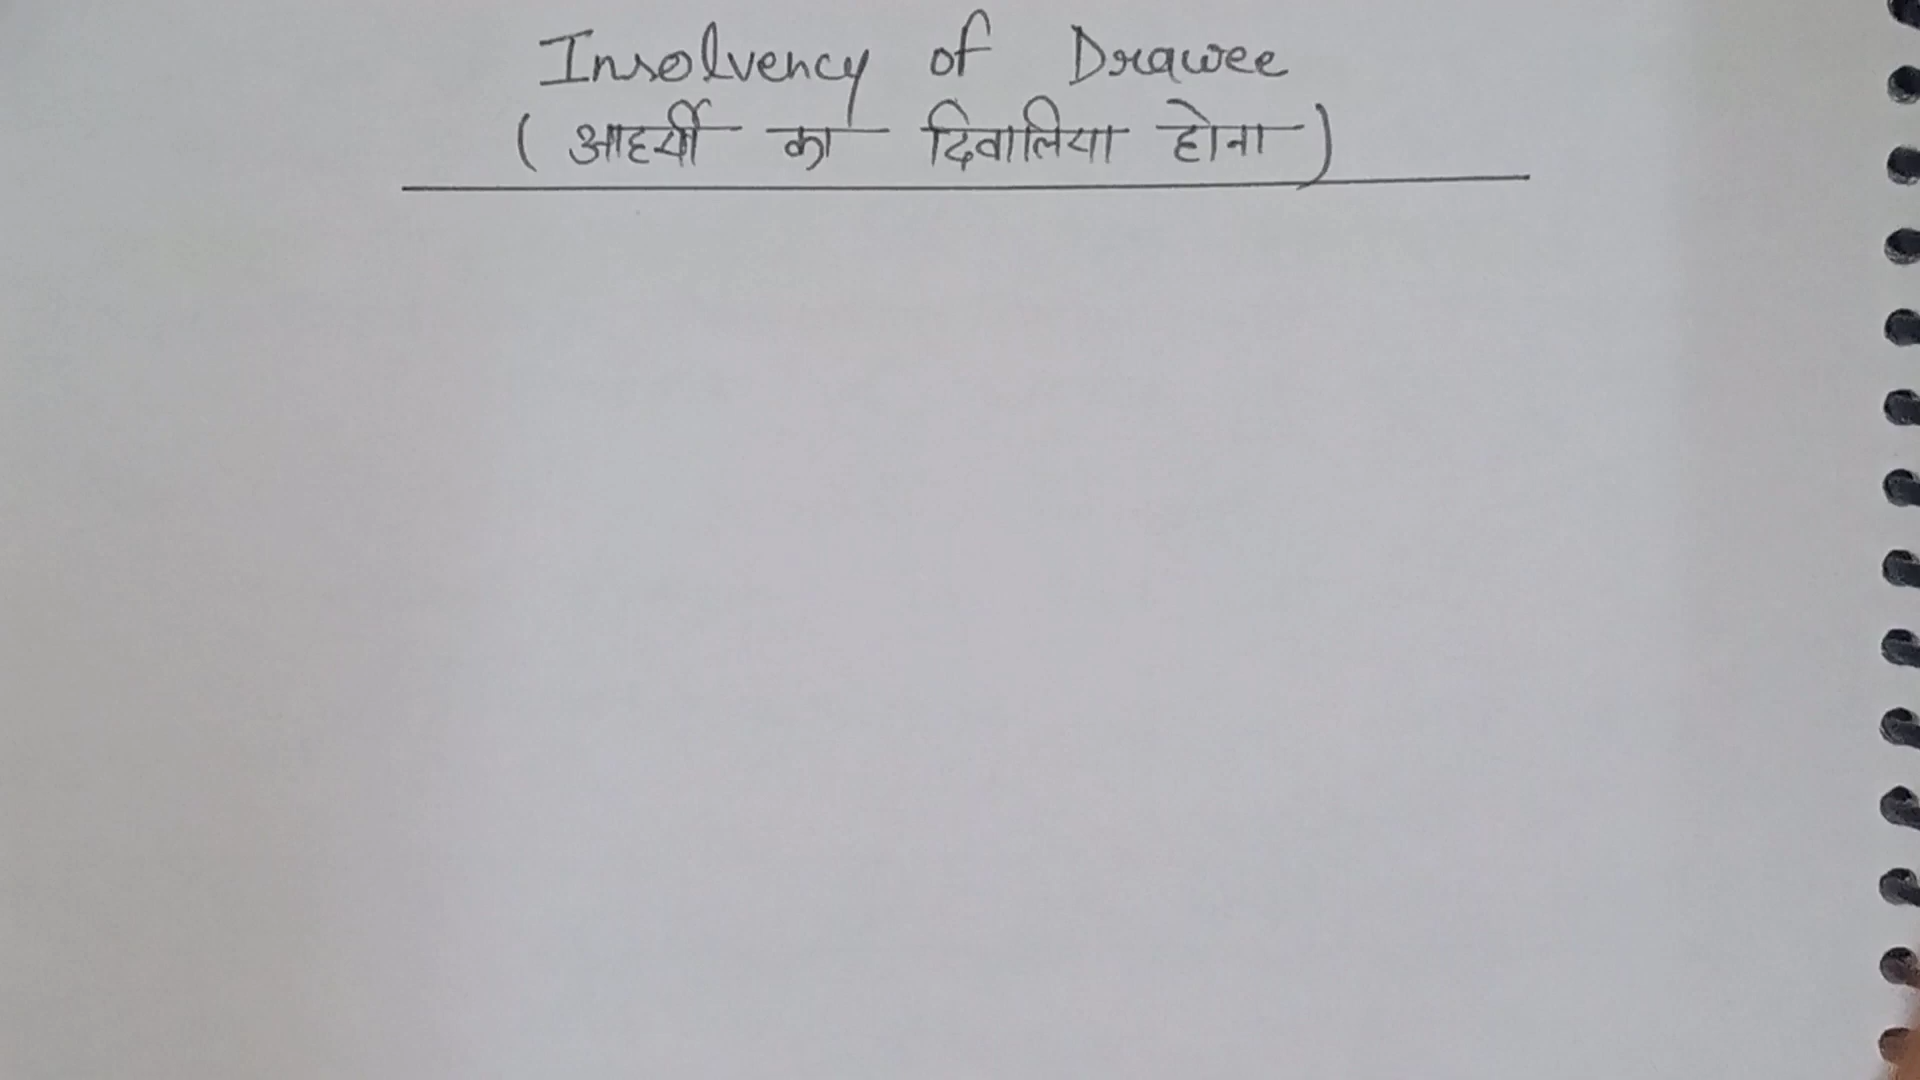 Insolvency of Drawee
( आहर्यी का दिवालिया होना )